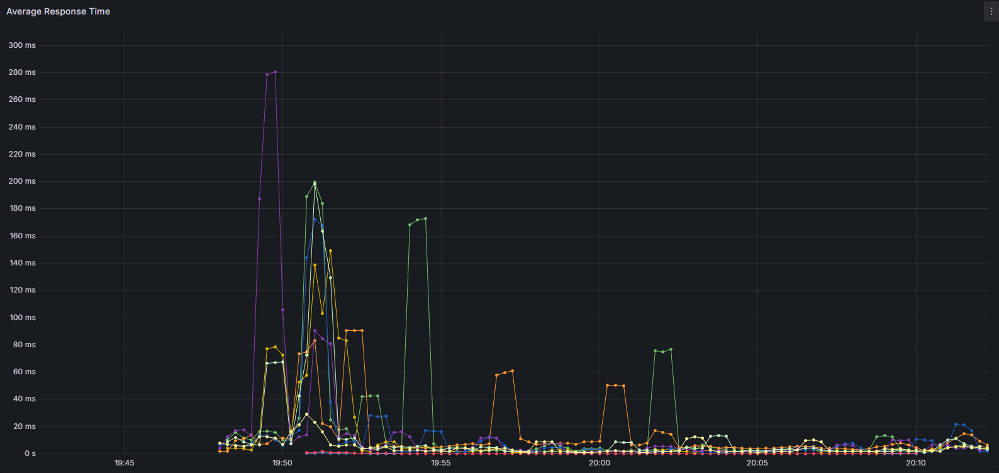 Average Response Time
300 ms
280 ms
260 ms
240 ms
220 ms
200 ms
180 ms
160 ms
140 ms
120 ms
100 ms
80 ms
60 ms
40 ms
20 ms
0 s
19:45 19:50 19:55 20:00 20:05 20:10